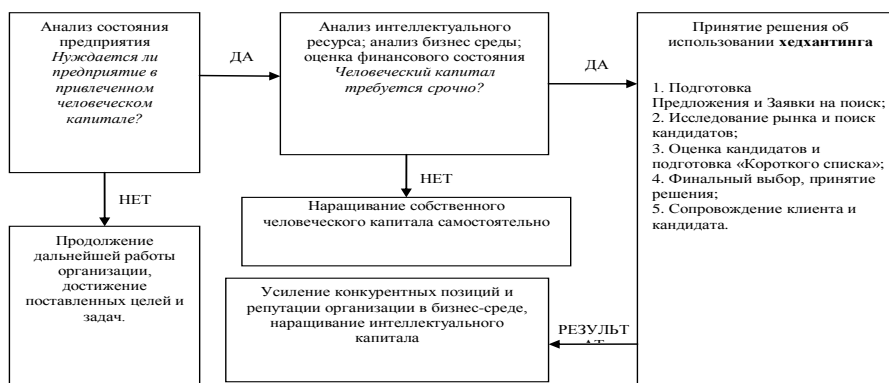 Анализ состояния
предприятия
Нуждается ли
предприятие в
привлеченном
человеческом
капитале?
ДА
Анализ интеллектуального
ресурса; анализ бизнес среды;
оценка финансового состояния
Человеческий капитал
требуется срочно?
ДА
Принятие решения об
использовании хедхантинга
1. Подготовка
Предложения и Заявки на поиск;
2. Исследование рынка и поиск
кандидатов;
3. Оценка кандидатов и
подготовка «Короткого списка»;
4. Финальный выбор, принятие
решения;
5. Сопровождение клиента и
кандидата.
НЕТ
НЕТ
Наращивание собственного
человеческого капитала самостоятельно
Продолжение
дальнейшей работы
организации,
достижение
поставленных целей и
задач.
Усиление конкурентных позиций и
репутации организации в бизнес-среде,
наращивание интеллектуального
капитала
РЕЗУЛЬТ
АТ